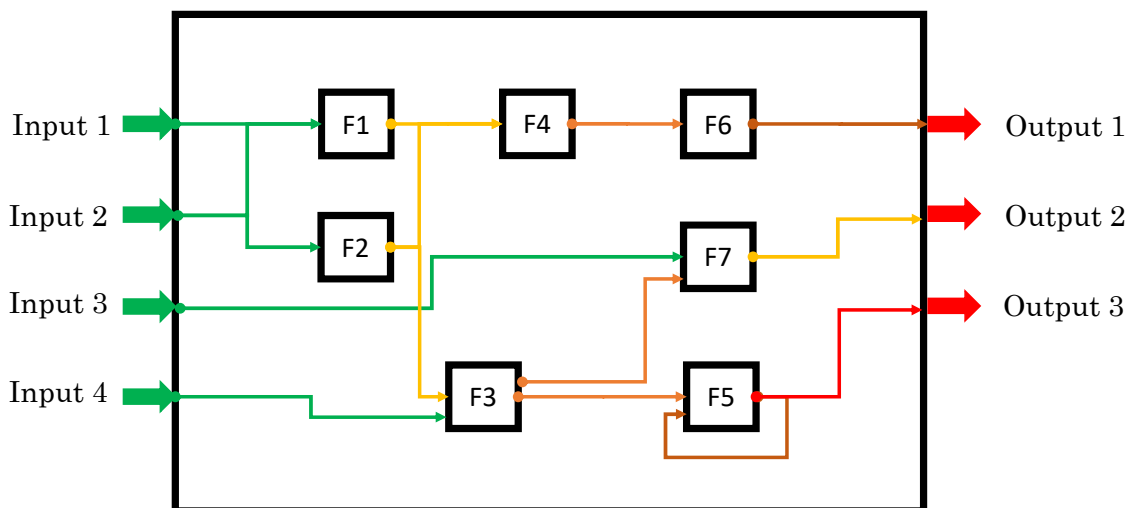 Input 1
F1
F4
F6
Output 1
Input 2
F2
F7
Output 2
Input 3
Output 3
Input 4
F3
F5